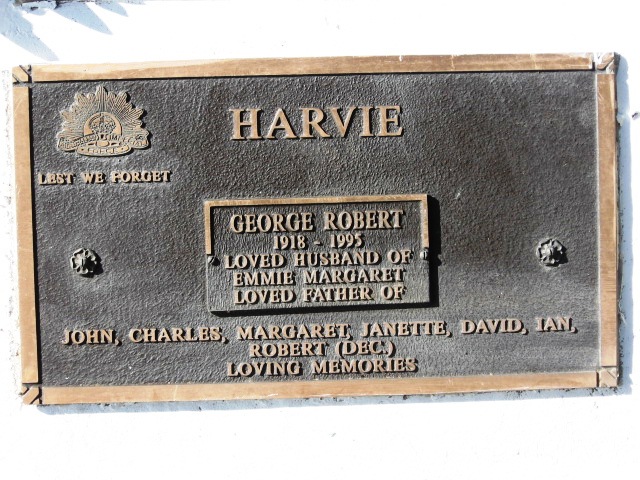 HARVIE
LEST WE FORGET
GEORGE ROBERT
1918 - 1995
LOVED HUSBAND OF
EMMIE MARGARET
LOVED FATHER OF
JOHN, CHARLES, MARGARET, JANETTE, DAVID, IAN,
ROBERT (DEC.)
LOVING MEMORIES